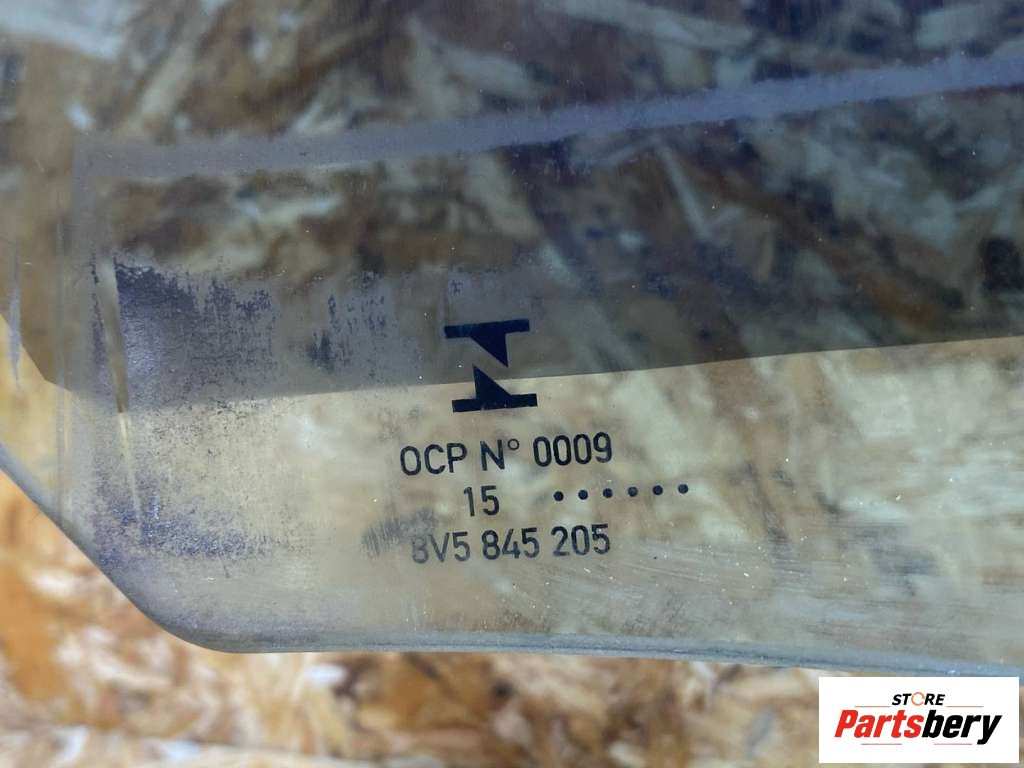 OCP N° 0009
15 ······
8V5 845 205
STORE
Partsbery